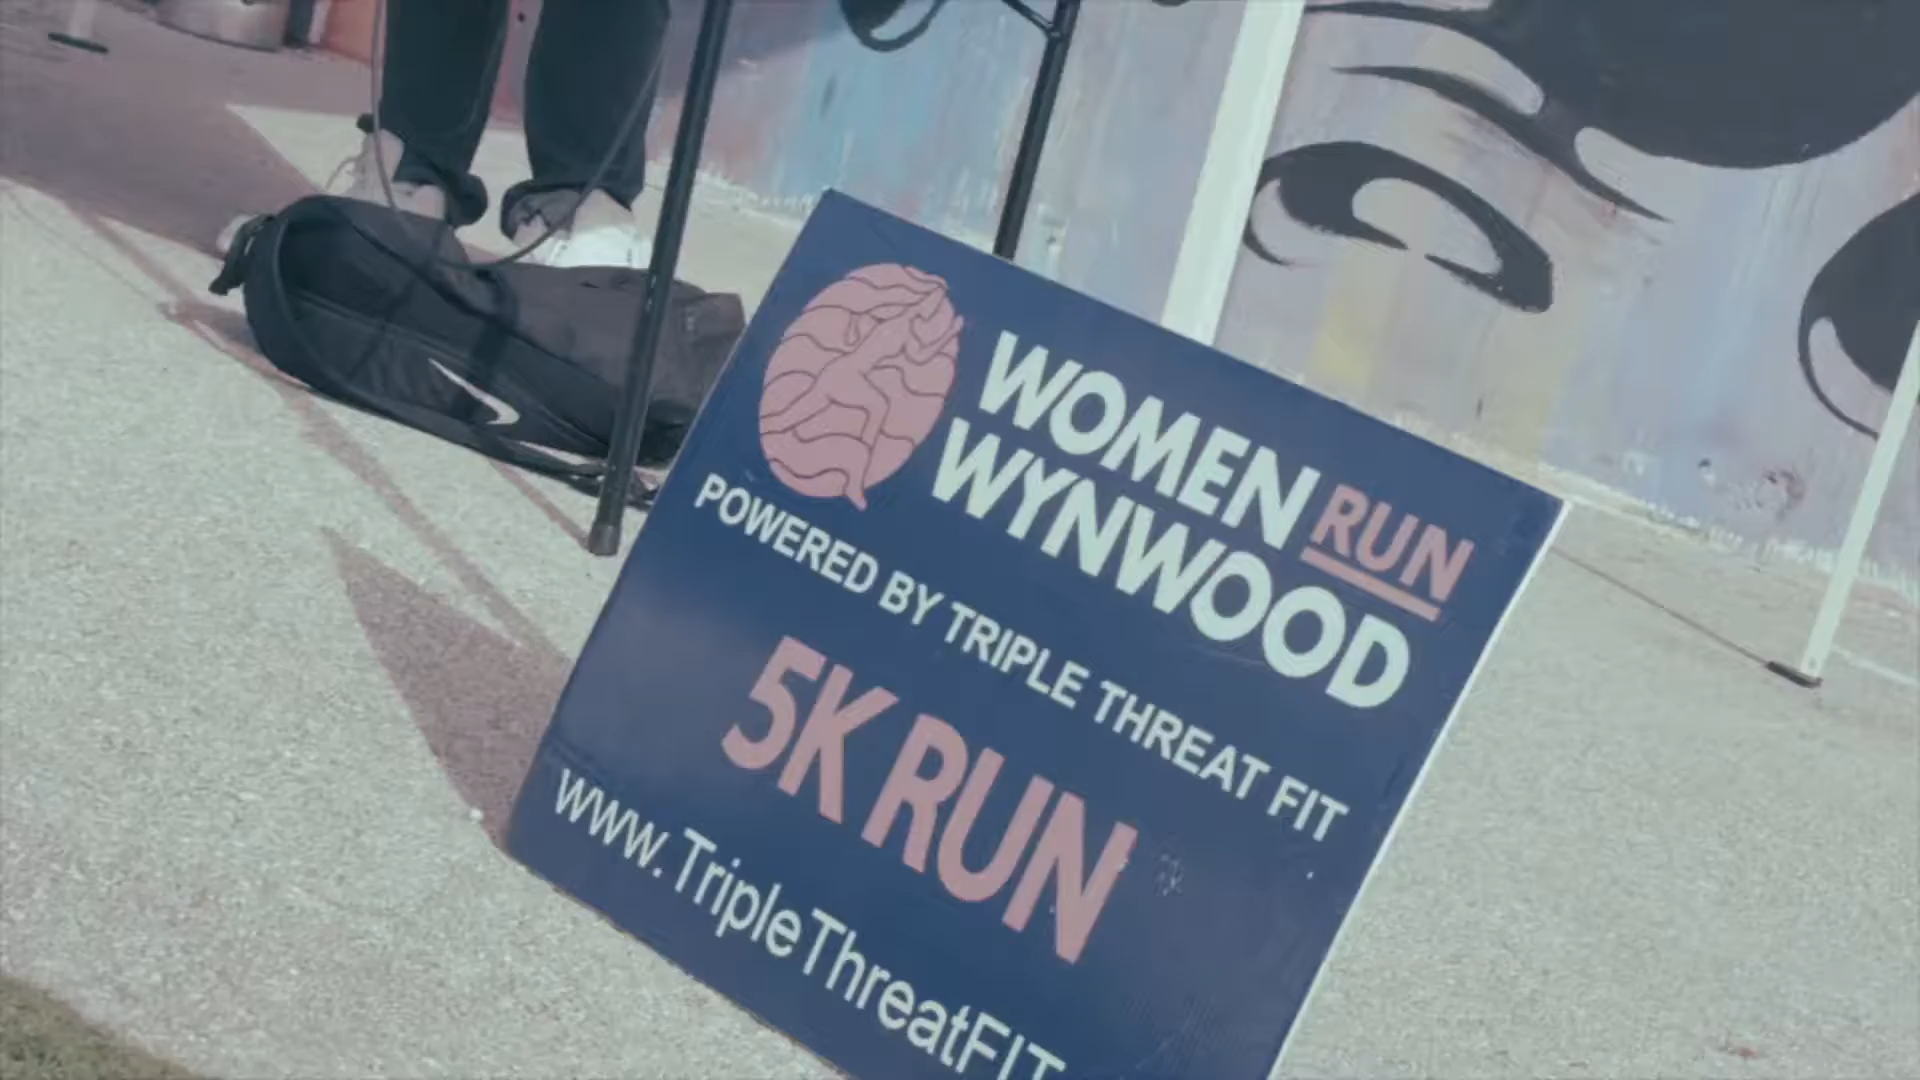 WOMEN RUN
WYNWOOD
POWERED BY TRIPLE THREAT FIT
5K RUN
www.TripleThreatFIT